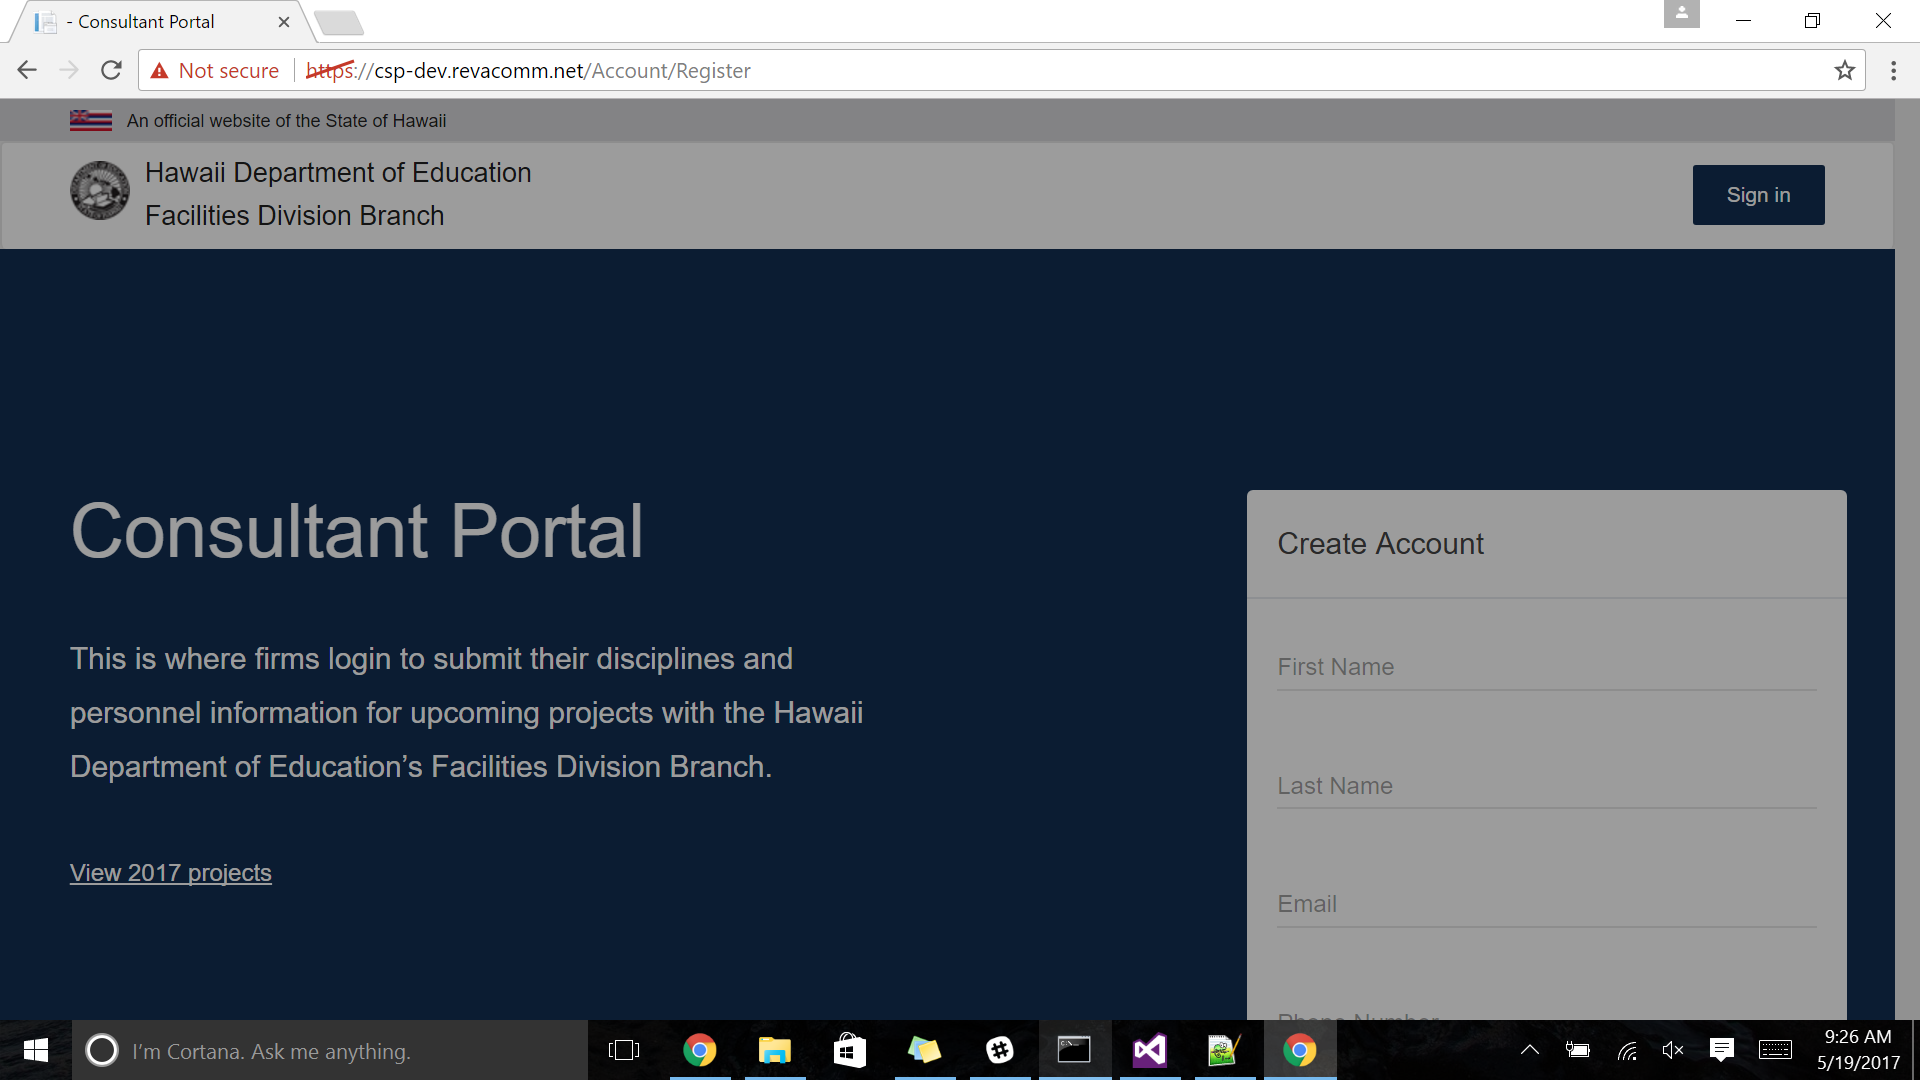 - Consultant Portal
Not secure
https://csp-dev.revacomm.net/Account/Register
An official website of the State of Hawaii
Hawaii Department of Education
Facilities Division Branch
Sign in
Consultant Portal
This is where firms login to submit their disciplines and
personnel information for upcoming projects with the Hawaii
Department of Education’s Facilities Division Branch.
View 2017 projects
Create Account
First Name
Last Name
Email
Phone Number
I'm Cortana. Ask me anything.
9:26 AM
5/19/2017